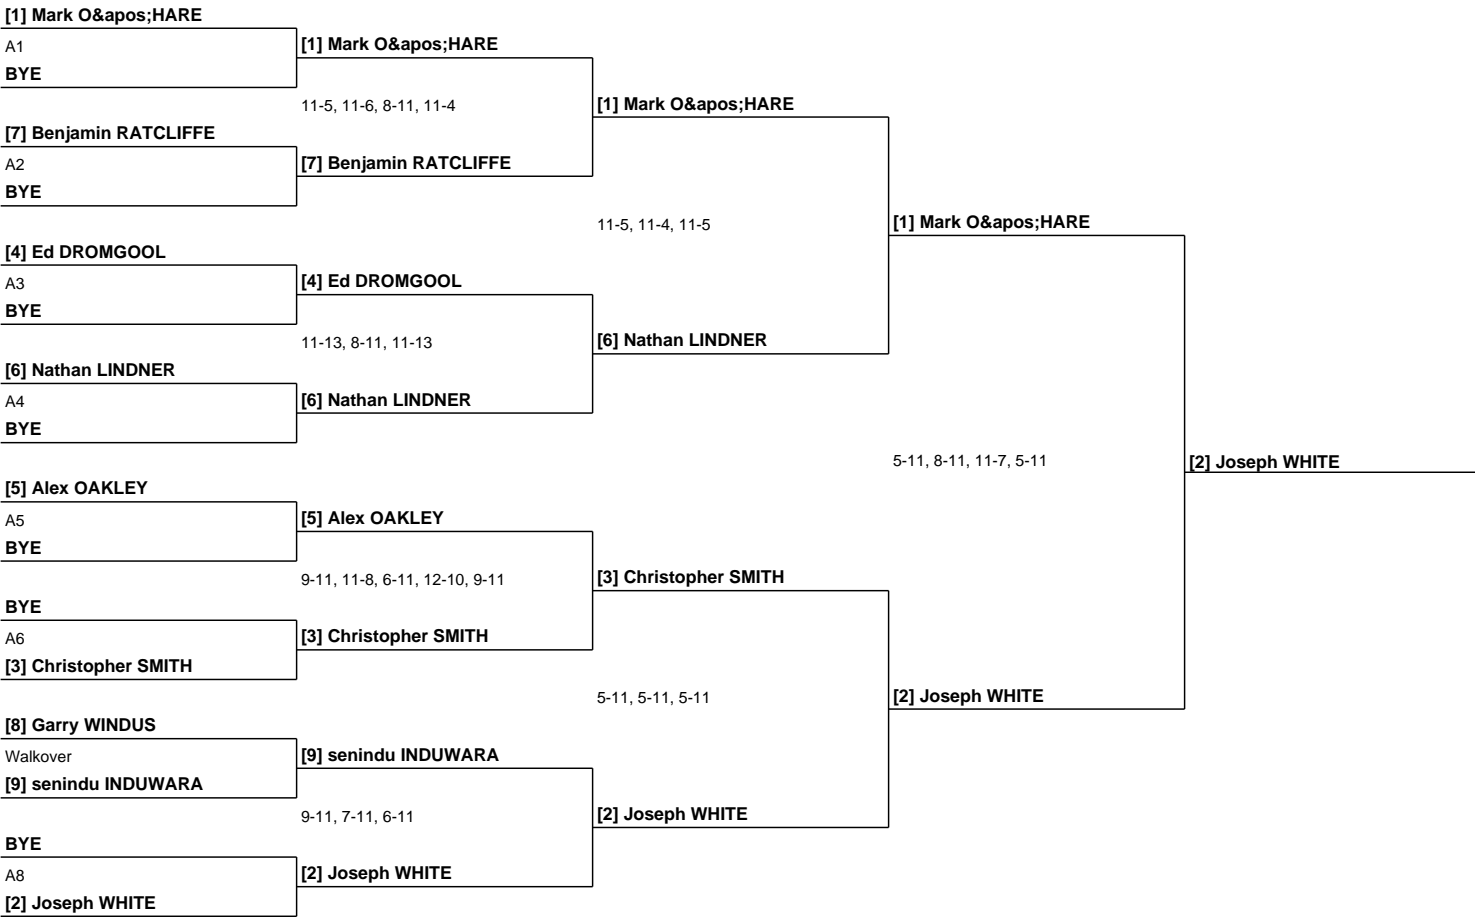 [1] Mark O&apos;HARE
A1
BYE
[1] Mark O&apos;HARE
11-5, 11-6, 8-11, 11-4
[1] Mark O&apos;HARE
[7] Benjamin RATCLIFFE
A2
BYE
[7] Benjamin RATCLIFFE
11-5, 11-4, 11-5
[1] Mark O&apos;HARE
[4] Ed DROMGOOL
A3
BYE
[4] Ed DROMGOOL
11-13, 8-11, 11-13
[6] Nathan LINDNER
[6] Nathan LINDNER
A4
BYE
[6] Nathan LINDNER
5-11, 8-11, 11-7, 5-11
[2] Joseph WHITE
[5] Alex OAKLEY
A5
BYE
[5] Alex OAKLEY
9-11, 11-8, 6-11, 12-10, 9-11
[3] Christopher SMITH
BYE
A6
[3] Christopher SMITH
[3] Christopher SMITH
5-11, 5-11, 5-11
[2] Joseph WHITE
[8] Garry WINDUS
Walkover
[9] senindu INDUWARA
[9] senindu INDUWARA
9-11, 7-11, 6-11
[2] Joseph WHITE
BYE
A8
[2] Joseph WHITE
[2] Joseph WHITE